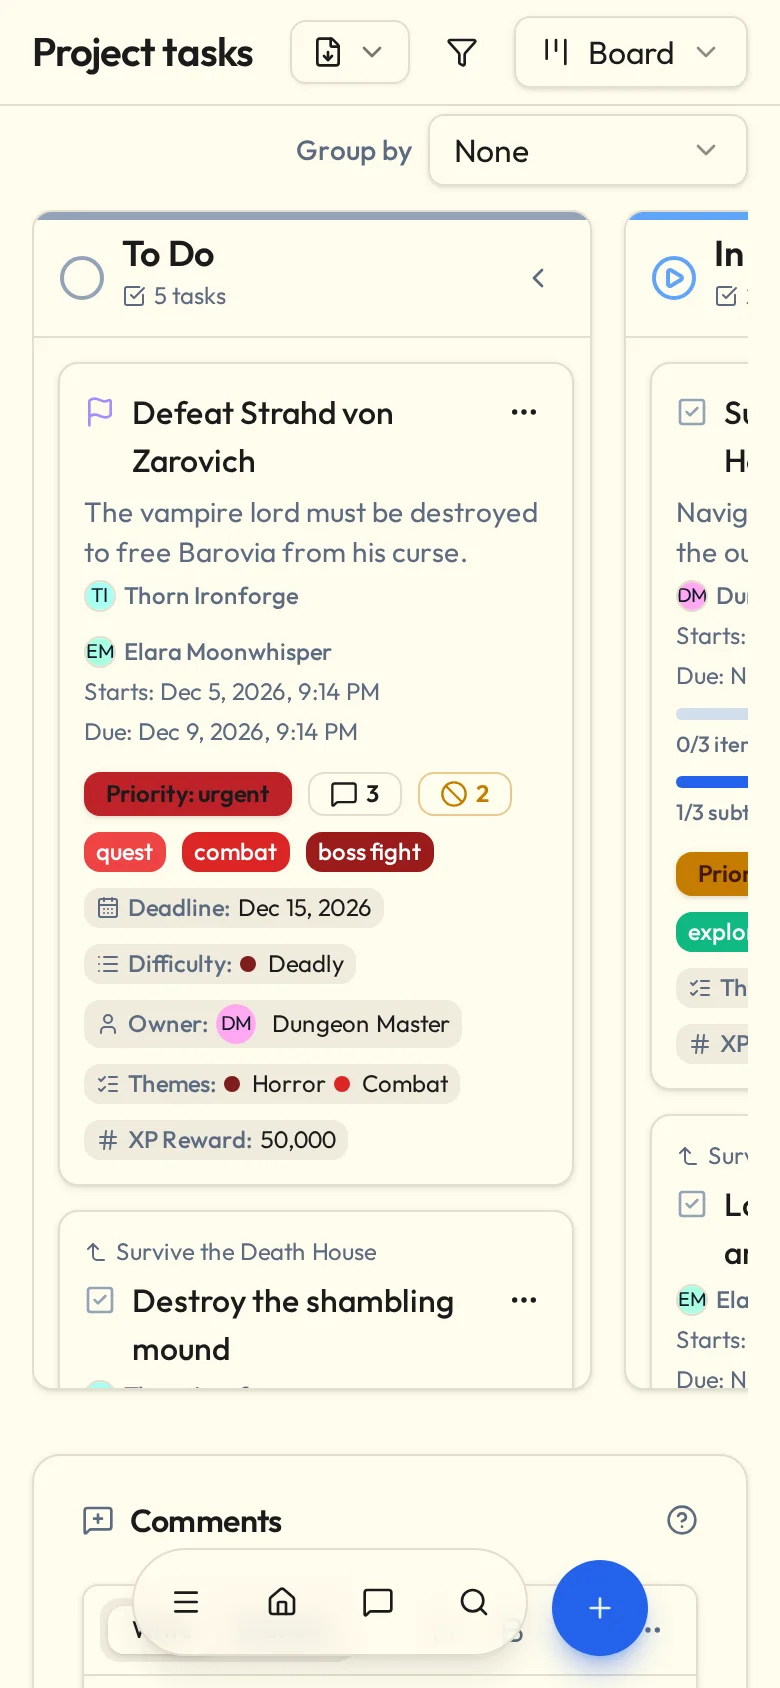 Project tasks
Board
Group by
None
To Do
5 tasks
Defeat Strahd von
Zarovich
The vampire lord must be destroyed
to free Barovia from his curse.
TI Thorn Ironforge
EM Elara Moonwhisper
Starts: Dec 5, 2026, 9:14 PM
Due: Dec 9, 2026, 9:14 PM
Priority: urgent 3 2
quest combat boss fight
Deadline: Dec 15, 2026
Difficulty: Deadly
Owner: DM Dungeon Master
Themes: Horror Combat
XP Reward: 50,000
Survive the Death House
Destroy the shambling
mound
In
Navig
the ou
DM
Starts:
Due: N
0/3
1/3
Prior
explo
Th
XP
Surv
EM Ela
Starts:
Due: N
Comments